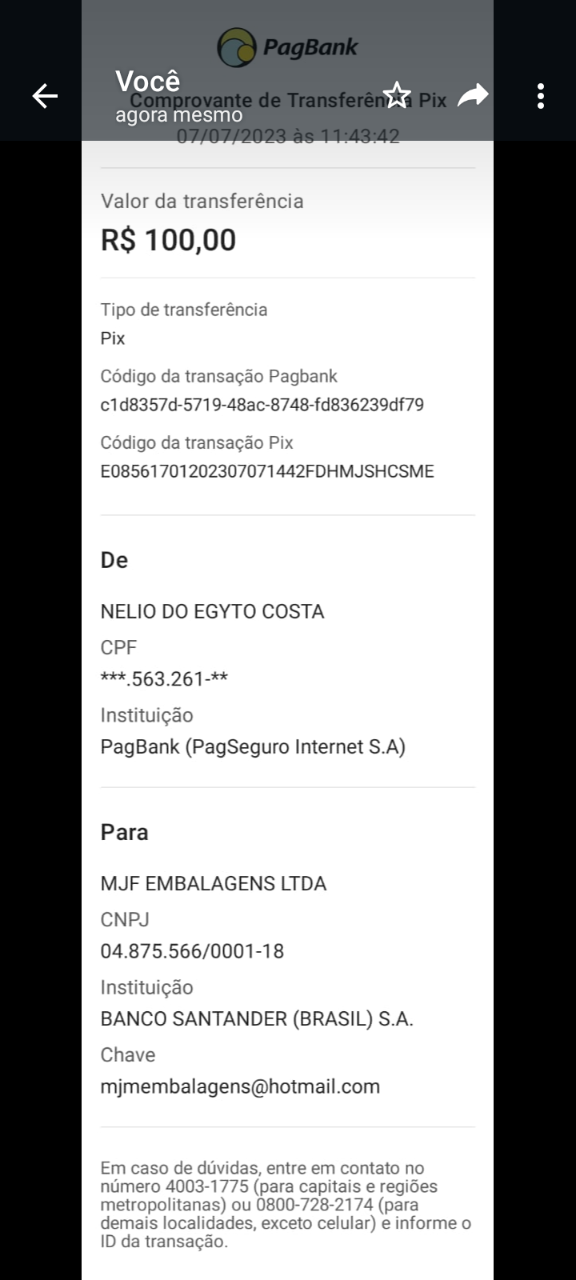 PagBank
Você
Comprovante de Transferência Pix
agora mesmo
07/07/2023 às 11:43:42
Valor da transferência
R$ 100,00
Tipo de transferência
Pix
Código da transação Pagbank
c1d8357d-5719-48ac-8748-fd836239df79
Código da transação Pix
E08561701202307071442FDHMJSHCSME
De
NELIO DO EGYTO COSTA
CPF
***.563.261-**
Instituição
PagBank (PagSeguro Internet S.A)
Para
MJF EMBALAGENS LTDA
CNPJ
04.875.566/0001-18
Instituição
BANCO SANTANDER (BRASIL) S.A.
Chave
mjmembalagens@hotmail.com
Em caso de dúvidas, entre em contato no
número 4003-1775 (para capitais e regiões
metropolitanas) ou 0800-728-2174 (para
demais localidades, exceto celular) e informe o
ID da transação.